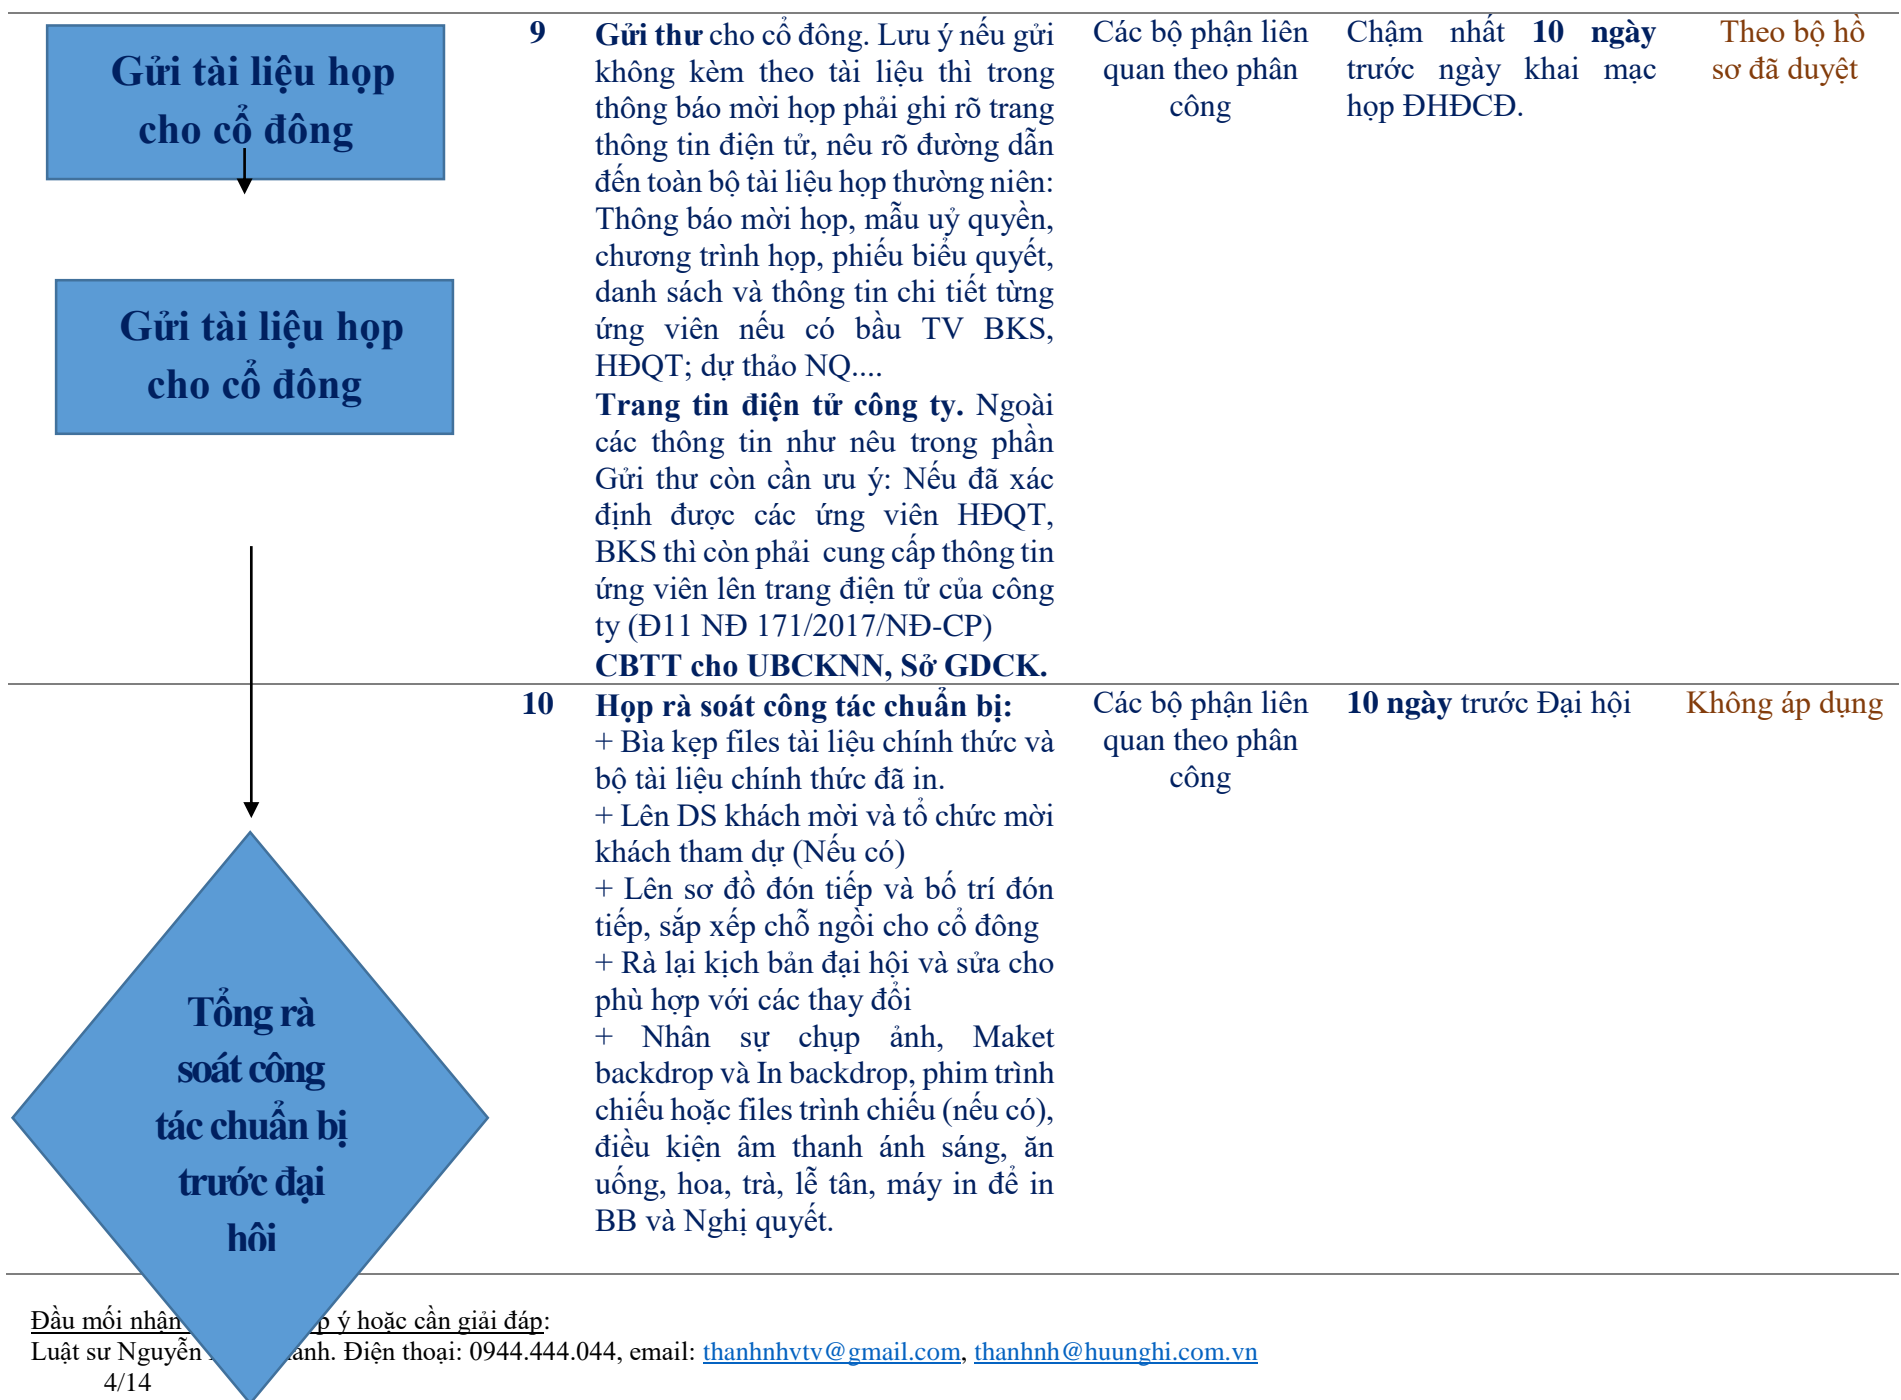 Gửi tài liệu họp
cho cổ đông
Gửi tài liệu họp
cho cổ đông
9
Gửi thư cho cổ đông. Lưu ý nếu gửi
không kèm theo tài liệu thì trong
thông báo mời họp phải ghi rõ trang
thông tin điện tử, nêu rõ đường dẫn
đến toàn bộ tài liệu họp thường niên:
Thông báo mời họp, mẫu uỷ quyền,
chương trình họp, phiếu biểu quyết,
danh sách và thông tin chi tiết từng
ứng viên nếu có bầu TV BKS,
HĐQT; dự thảo NQ....
Trang tin điện tử công ty. Ngoài
các thông tin như nêu trong phần
Gửi thư còn cần ưu ý: Nếu đã xác
định được các ứng viên HĐQT,
BKS thì còn phải cung cấp thông tin
ứng viên lên trang điện tử của công
ty (Đ11 NĐ 171/2017/NĐ-CP)
CBTT cho UBCKNN, Sở GDCK.
Các bộ phận liên
quan theo phân
công
Chậm nhất 10 ngày
trước ngày khai mạc
họp ĐHĐCĐ.
Theo bộ hồ
sơ đã duyệt
Tổng rà
soát công
tác chuẩn bị
trước đại
hội
10
Họp rà soát công tác chuẩn bị:
+ Bìa kẹp files tài liệu chính thức và
bộ tài liệu chính thức đã in.
+ Lên DS khách mời và tổ chức mời
khách tham dự (Nếu có)
+ Lên sơ đồ đón tiếp và bố trí đón
tiếp, sắp xếp chỗ ngồi cho cổ đông
+ Rà lại kịch bản đại hội và sửa cho
phù hợp với các thay đổi
+ Nhân sự chụp ảnh, Maket
backdrop và In backdrop, phim trình
chiếu hoặc files trình chiếu (nếu có),
điều kiện âm thanh ánh sáng, ăn
uống, hoa, trà, lễ tân, máy in để in
BB và Nghị quyết.
Các bộ phận liên
quan theo phân
công
10 ngày trước Đại hội
Không áp dụng
Đầu mối nhận ý hoặc cần giải đáp:
Luật sư Nguyễn Điện thoại: 0944.444.044, email: thanhnhvtv@gmail.com, thanhnh@huunghi.com.vn
4/14